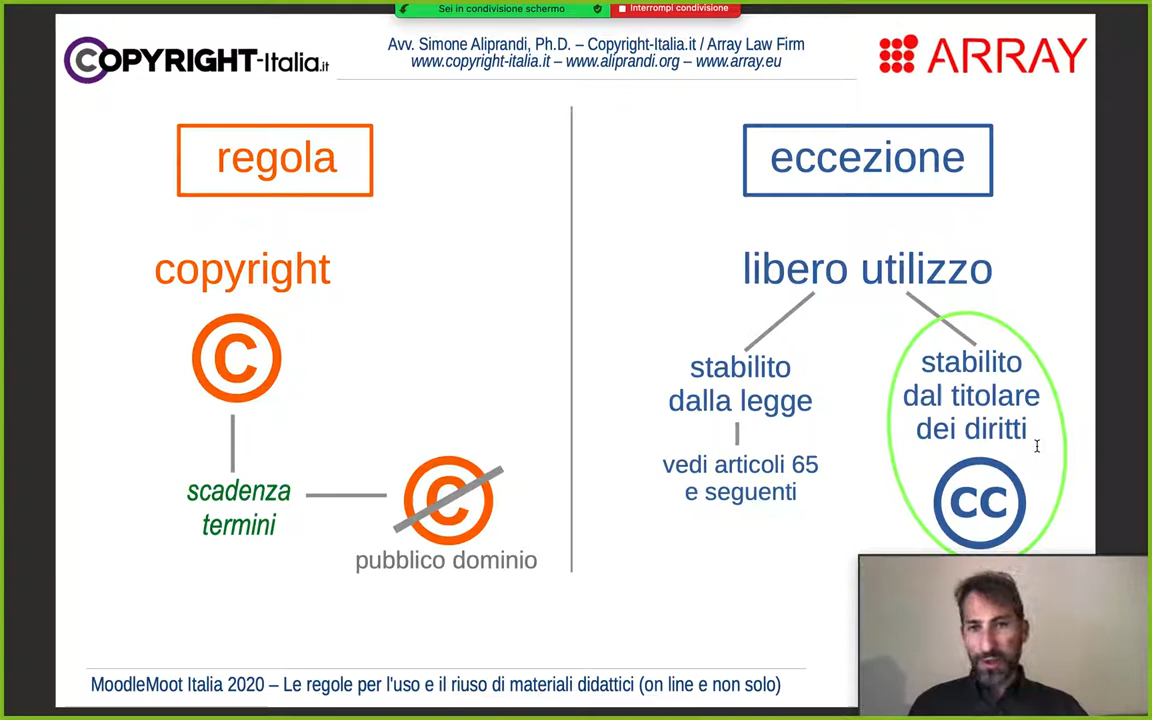 Sei in condivisione schermo
Interrompi condivisione
COPYRIGHT-Italia.it
Avv. Simone Aliprandi, Ph.D. – Copyright-Italia.it / Array Law Firm
www.copyright-italia.it – www.aliprandi.org – www.array.eu
ARRAY
regola
copyright
C
scadenza
termini
C
pubblico dominio
eccezione
libero utilizzo
stabilito
dalla legge
vedi articoli 65
e seguenti
stabilito
dal titolare
dei diritti
CC
MoodleMoot Italia 2020 – Le regole per l'uso e il riuso di materiali didattici (on line e non solo)